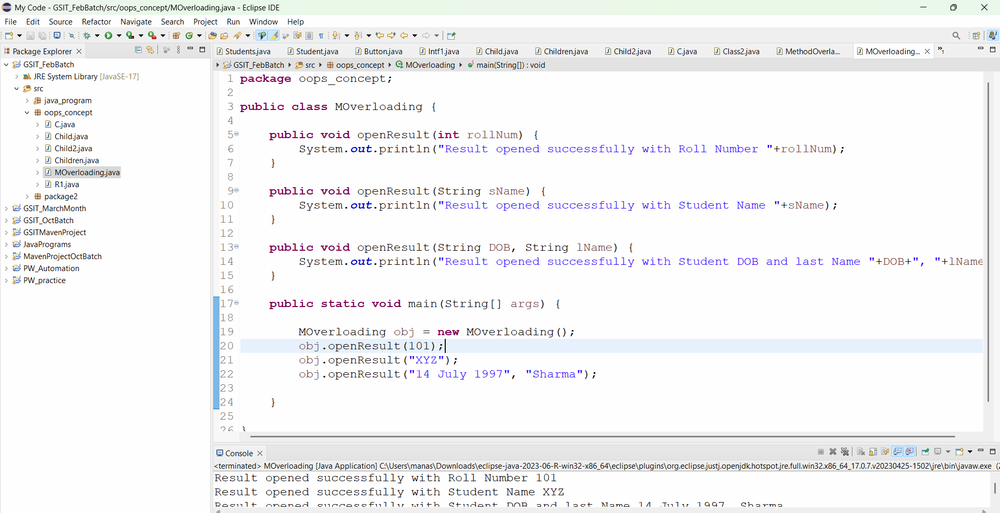 My Code - GSIT_FebBatch/src/oops_concept/MOverloading.java - Eclipse IDE
File Edit Source Refactor Navigate Search Project Run Window Help
Package Explorer
Students.java Student.java Button.java Intf1.java Child.java Children.java Child2.java C.java Class2.java MethodOverla... MOverloading... »1
GSIT_FebBatch
JRE System Library [JavaSE-17]
src
java_program
oops_concept
C.java
Child.java
Child2.java
Children.java
MOverloading.java
R1.java
package2
GSIT_MarchMonth
GSIT_OctBatch
GSITMavenProject
JavaPrograms
MavenProjectOctBatch
PW_Automation
PW_practice
GSIT_FebBatch src oops_concept MOverloading main(String[]) : void
1 package oops_concept;
2
3 public class MOverloading {
4
5 public void openResult(int rollNum) {
6 System.out.println("Result opened successfully with Roll Number "+rollNum);
7 }
8
9 public void openResult(String sName) {
10 System.out.println("Result opened successfully with Student Name "+sName);
11 }
12
13 public void openResult(String DOB, String lName) {
14 System.out.println("Result opened successfully with Student DOB and last Name "+DOB+", "+lName
15 }
16
17 public static void main(String[] args) {
18
19 MOverloading obj = new MOverloading();
20 obj.openResult(101);
21 obj.openResult("XYZ");
22 obj.openResult("14 July 1997", "Sharma");
23
24 }
25
26 }
Console
<terminated> MOverloading [Java Application] C:\Users\manas\Downloads\eclipse-java-2023-06-R-win32-x86_64\eclipse\plugins\org.eclipse.justj.openjdk.hotspot.jre.full.win32.x86_64_17.0.7.v20230425-1502\jre\bin\javaw.exe
Result opened successfully with Roll Number 101
Result opened successfully with Student Name XYZ
Result opened successfully with Student DOB and last Name 14 July 1997, Sharma